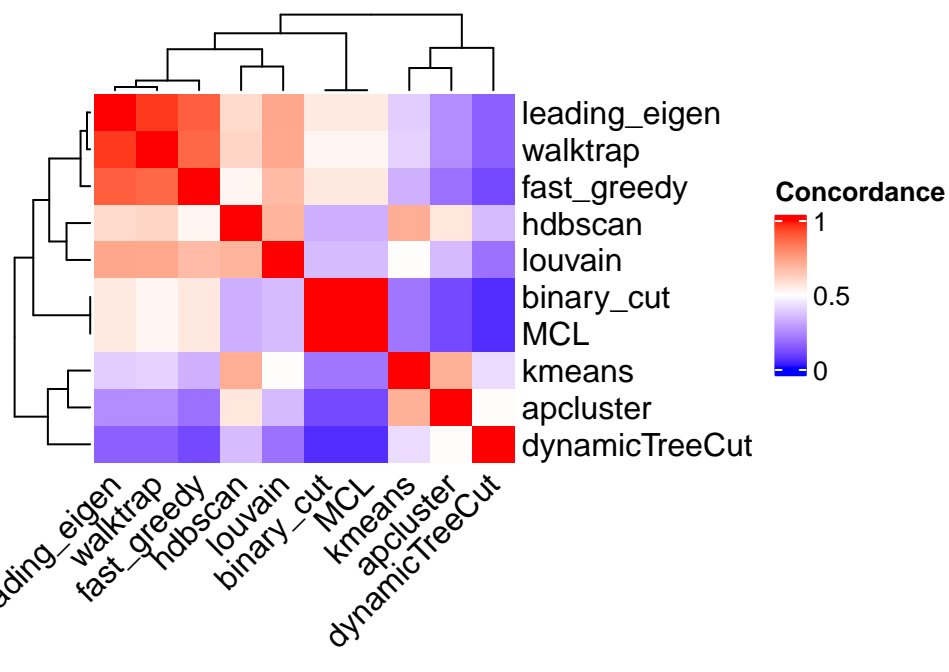 leading_eigen
walktrap
fast_greedy
hdbscan
louvain
binary_cut
MCL
kmeans
apcluster
dynamicTreeCut
Concordance
1
0.5
0
ading_eigen
walktrap
fast_greedy
hdbscan
louvain
binary_cut
MCL
kmeans
apcluster
dynamicTreeCut